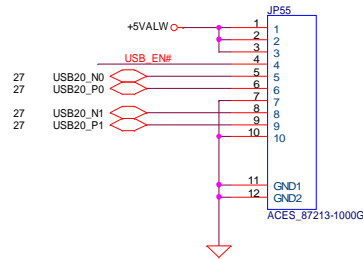 JP55
+5VALW
1 1
2 2
3 3
USB_EN# 4 4
27 USB20_N0 5 5
27 USB20_P0 6 6
7 7
27 USB20_N1 8 8
27 USB20_P1 9 9
10 10
11 GND1
12 GND2
ACES_87213-1000G